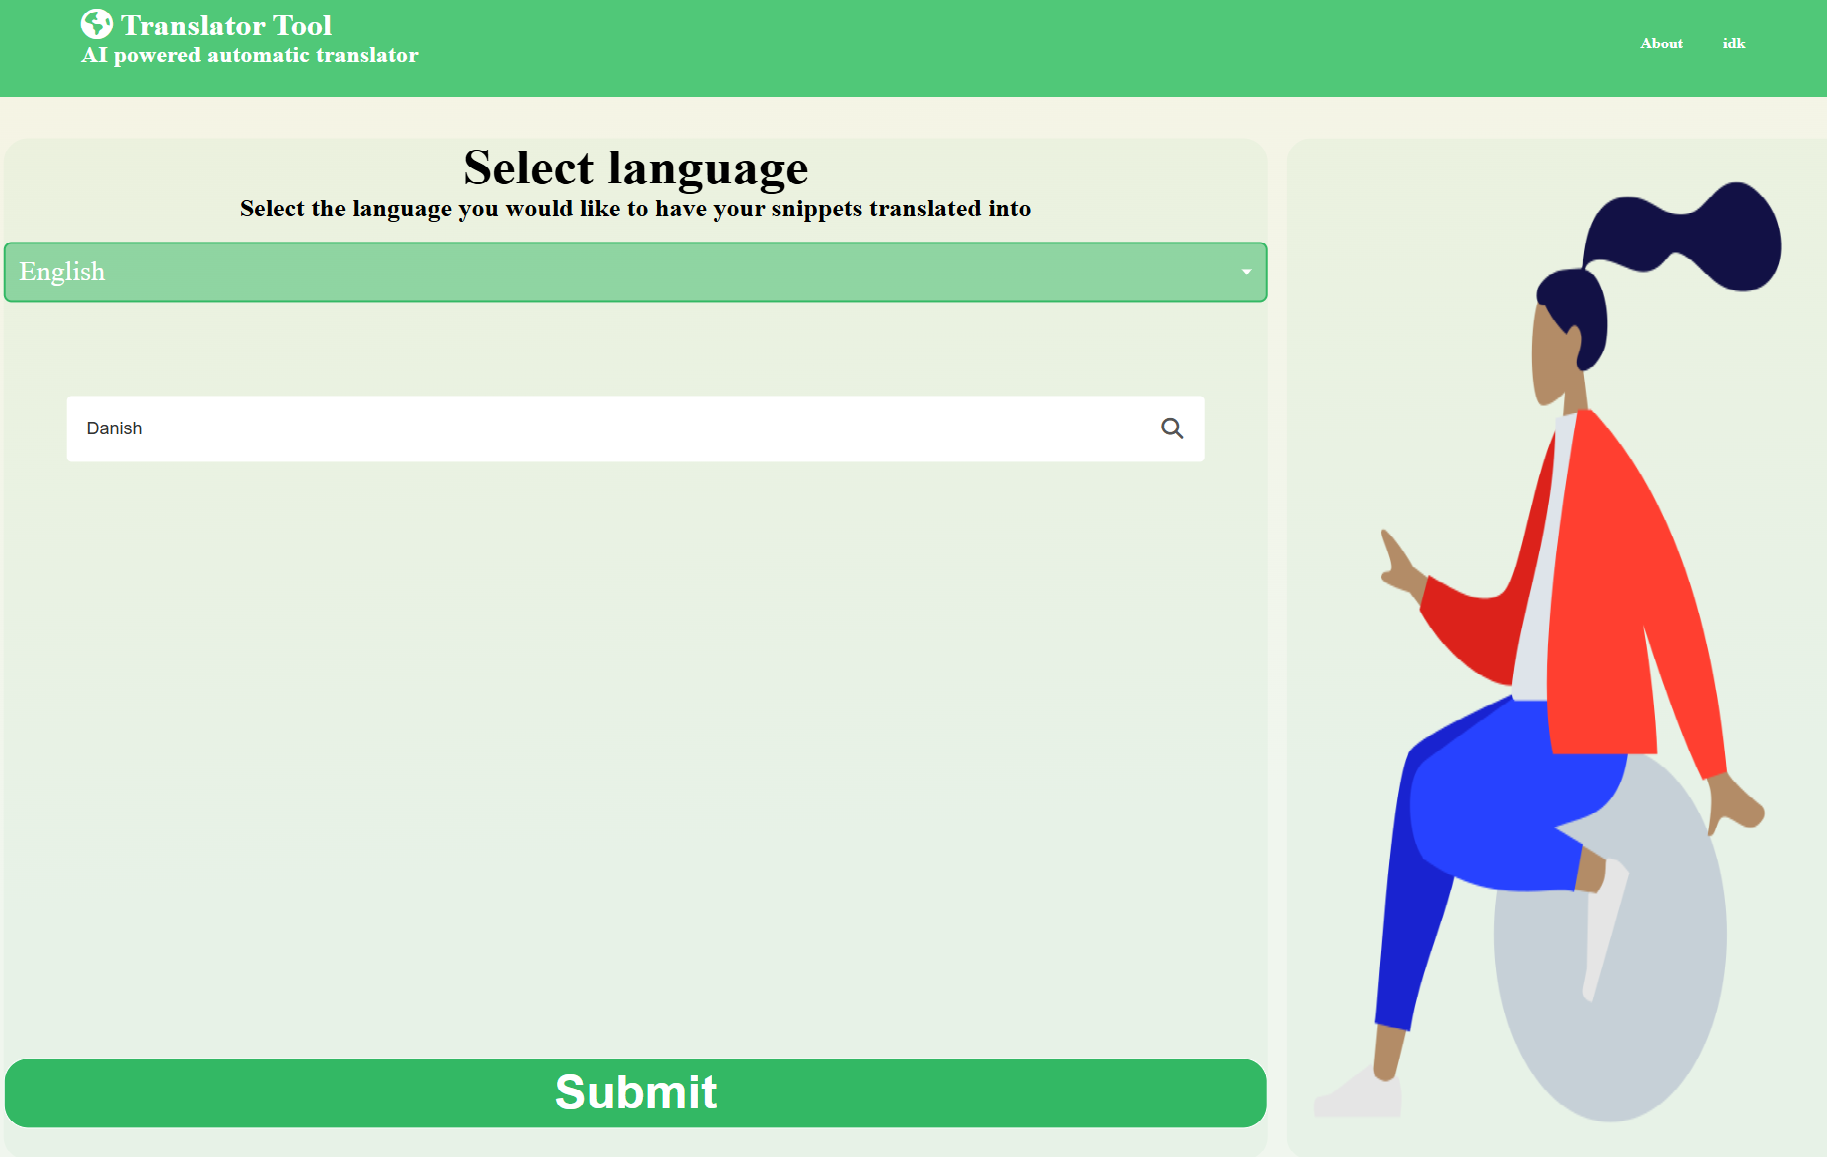 Translator Tool
AI powered automatic translator
About
idk
Select language
Select the language you would like to have your snippets translated into
English
Danish
Submit